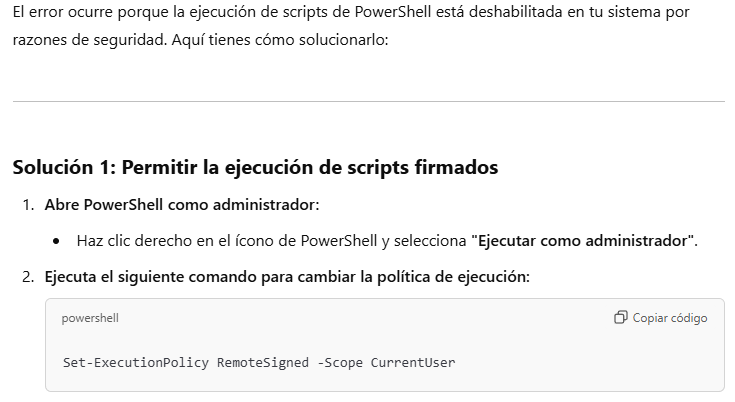 El error ocurre porque la ejecución de scripts de PowerShell está deshabilitada en tu sistema por
razones de seguridad. Aquí tienes cómo solucionarlo:
Solución 1: Permitir la ejecución de scripts firmados
1. Abre PowerShell como administrador:
• Haz clic derecho en el ícono de PowerShell y selecciona "Ejecutar como administrador".
2. Ejecuta el siguiente comando para cambiar la política de ejecución:
powershell Copiar código
Set-ExecutionPolicy RemoteSigned -Scope CurrentUser